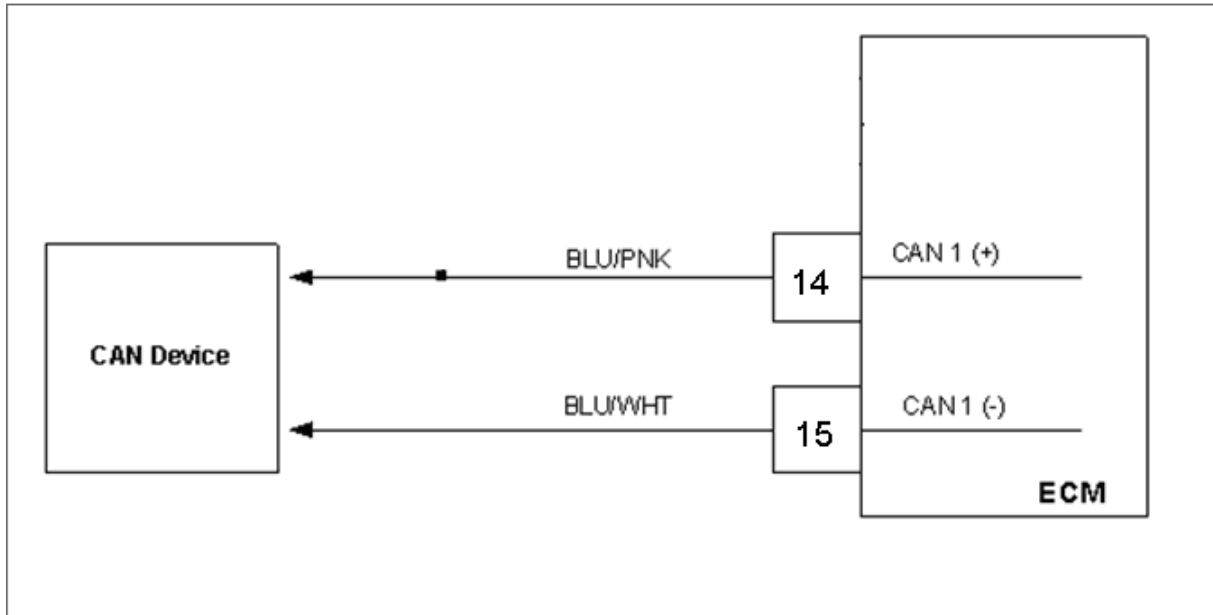 BLU/PNK
14
CAN 1 (+)
CAN Device
BLU/WHT
15
CAN 1 (-)
ECM